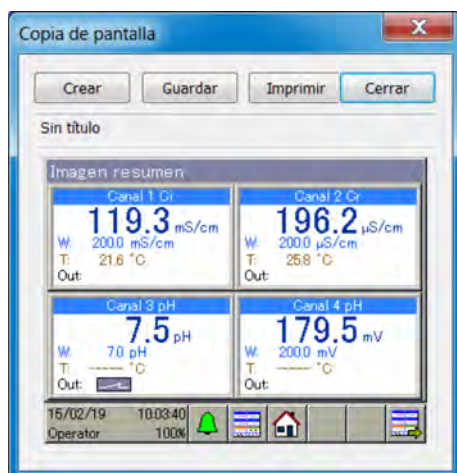 Copia de pantalla
Crear Guardar Imprimir Cerrar
Sin título
Imagen resumen
Canal 1 Ci
119.3 mS/cm
W: 200.0 mS/cm
T: 21.6 °C
Out:
Canal 2 Cr
196.2 µS/cm
W: 200.0 µS/cm
T: 25.8 °C
Out:
Canal 3 pH
7.5 pH
W: 7.0 pH
T: ----- °C
Out:
Canal 4 pH
179.5 mV
W: 200.0 mV
T: ----- °C
Out:
15/02/19 10:03:40
Operator 100%